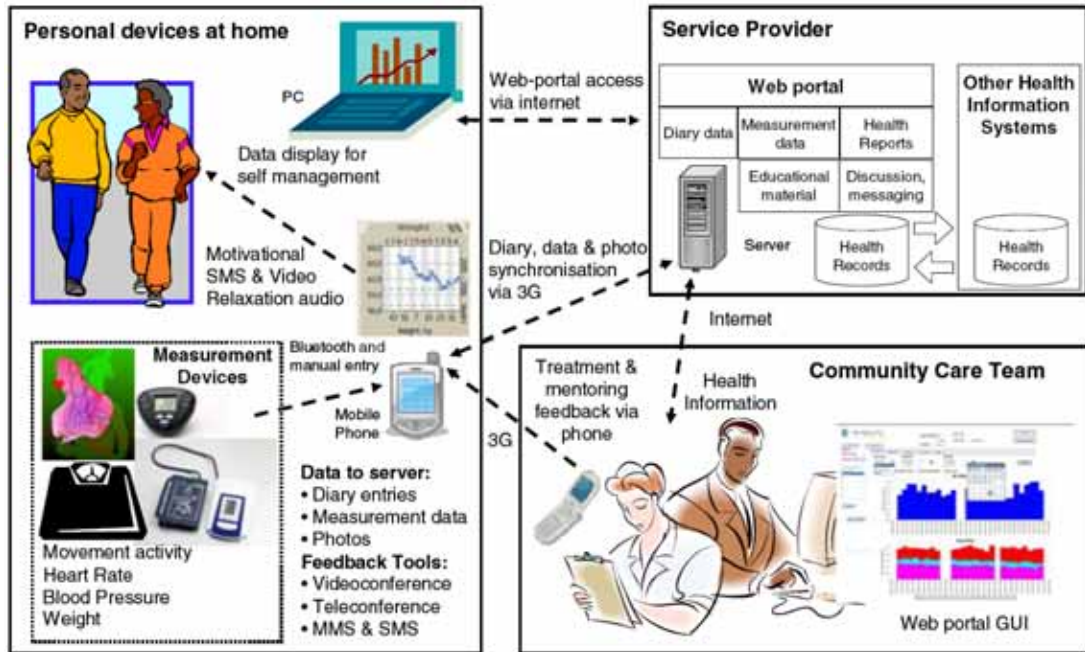 Personal devices at home
PC
Data display for
self management
Motivational
SMS & Video
Relaxation audio
Measurement
Devices
Movement activity
Heart Rate
Blood Pressure
Weight
Bluetooth and
manual entry
Mobile
Phone
Data to server:
• Diary entries
• Measurement data
• Photos
Feedback Tools:
• Videoconference
• Teleconference
• MMS & SMS
Web-portal access
via internet
Diary, data & photo
synchronisation
via 3G
3G
Service Provider
Web portal
Diary data
Measurement
data
Health
Reports
Educational
material
Discussion,
messaging
Server
Health
Records
Other Health
Information
Systems
Health
Records
Internet
Health
Information
Treatment &
mentoring
feedback via
phone
Community Care Team
Web portal GUI